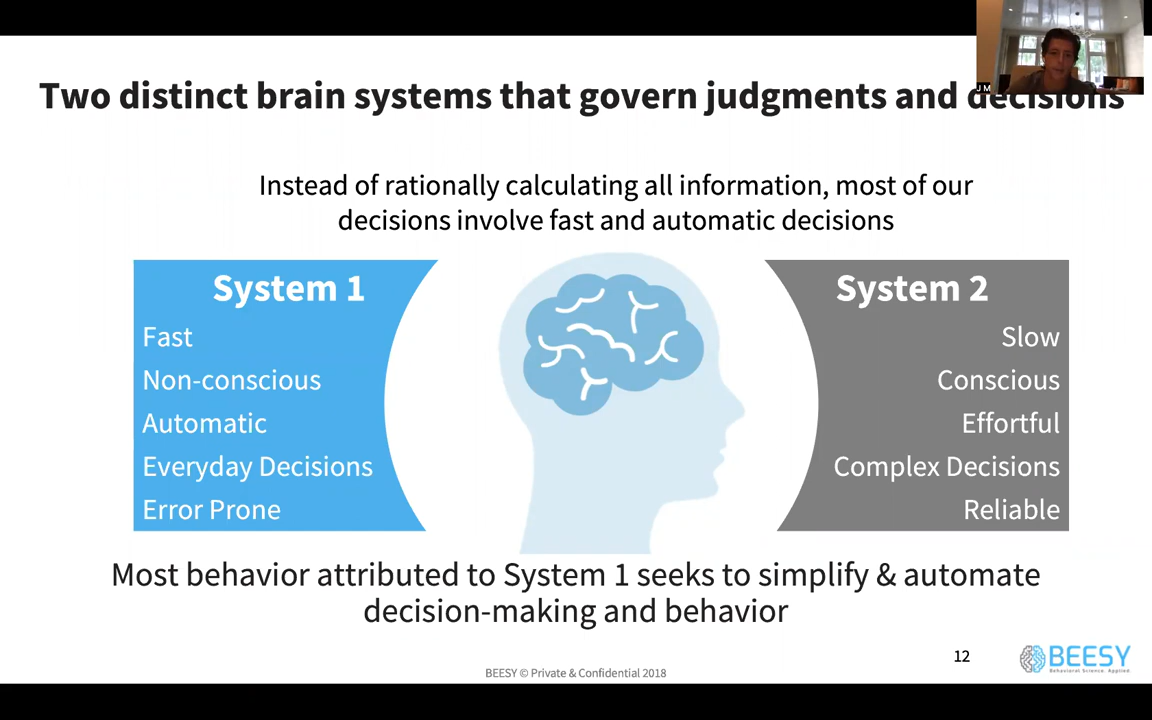 Two distinct brain systems that govern judgments and decisions
J M
Instead of rationally calculating all information, most of our
decisions involve fast and automatic decisions
System 1
Fast
Non-conscious
Automatic
Everyday Decisions
Error Prone
System 2
Slow
Conscious
Effortful
Complex Decisions
Reliable
Most behavior attributed to System 1 seeks to simplify & automate
decision-making and behavior
12
BEESY
Behavioral Science. Applied
BEESY © Private & Confidential 2018